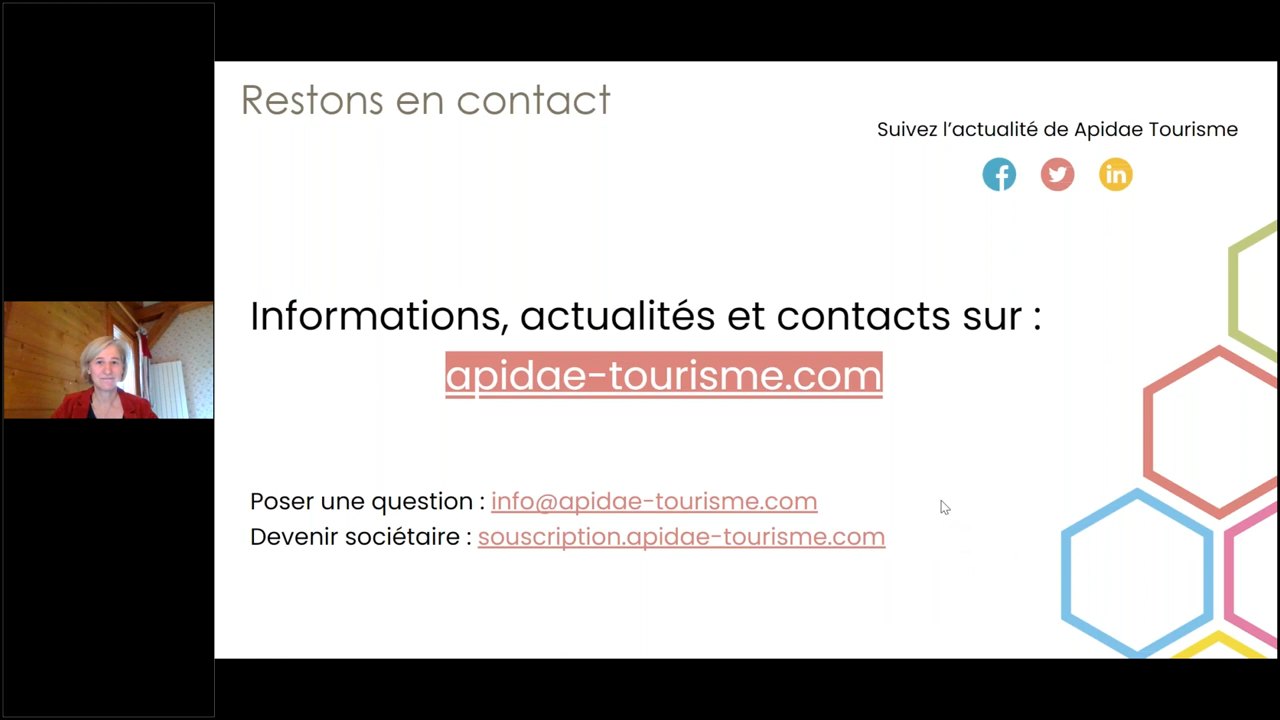 Restons en contact
Suivez l'actualité de Apidae Tourisme
Informations, actualités et contacts sur :
apidae-tourisme.com
Poser une question : info@apidae-tourisme.com
Devenir sociétaire : souscription.apidae-tourisme.com